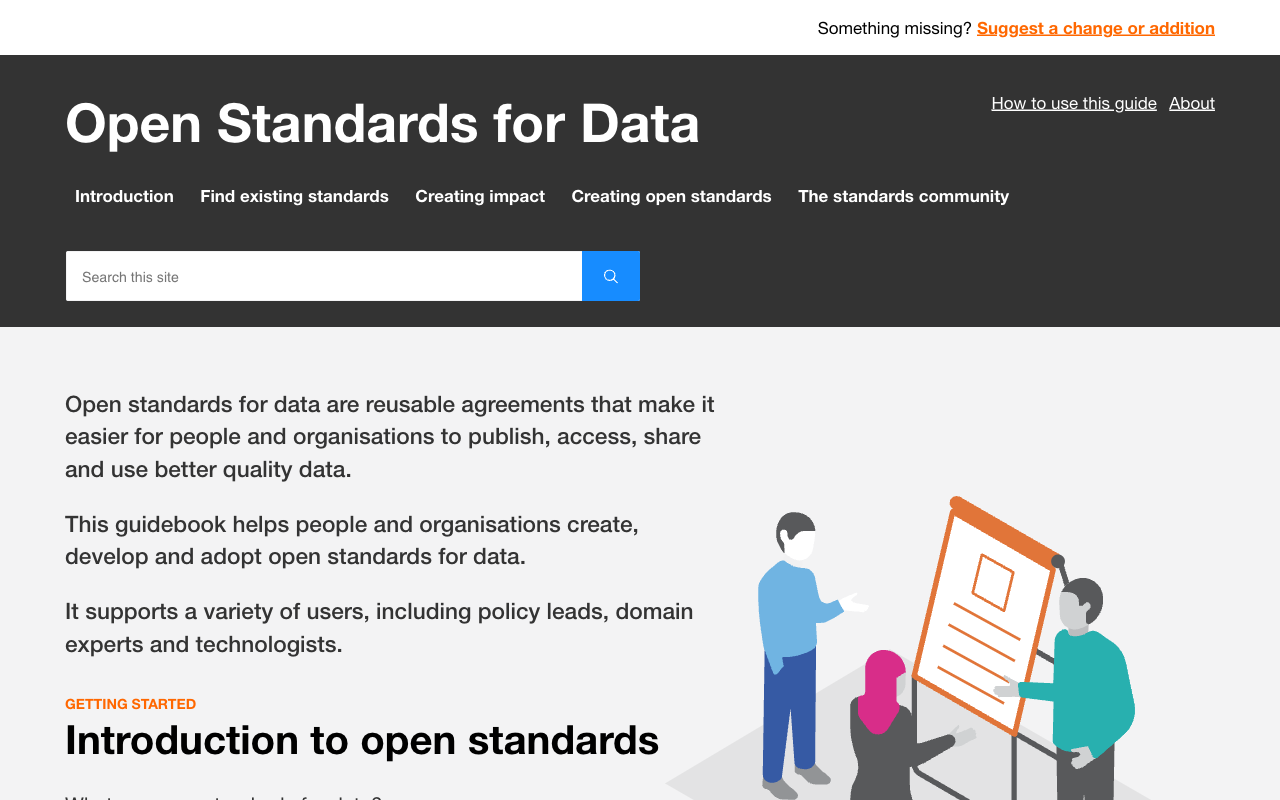 Something missing? Suggest a change or addition
Open Standards for Data
How to use this guide About
Introduction Find existing standards Creating impact Creating open standards The standards community
Search this site
Open standards for data are reusable agreements that make it
easier for people and organisations to publish, access, share
and use better quality data.
This guidebook helps people and organisations create,
develop and adopt open standards for data.
It supports a variety of users, including policy leads, domain
experts and technologists.
GETTING STARTED
Introduction to open standards